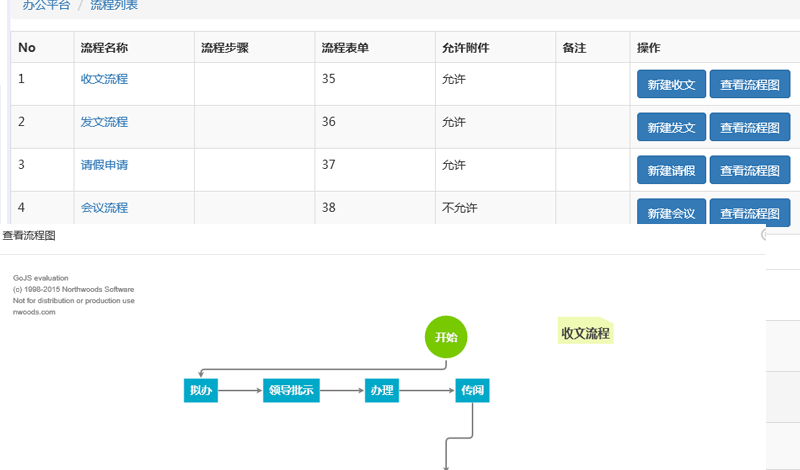 办公平台 / 流程列表
No 流程名称 流程步骤 流程表单 允许附件 备注 操作
1 收文流程 35 允许 新建收文 查看流程图
2 发文流程 36 允许 新建发文 查看流程图
3 请假申请 37 允许 新建请假 查看流程图
4 会议流程 38 不允许 新建会议 查看流程图
查看流程图
GoJS evaluation
(c) 1998-2015 Northwoods Software
Not for distribution or production use
nwoods.com
开始
收文流程
拟办 领导批示 办理 传阅